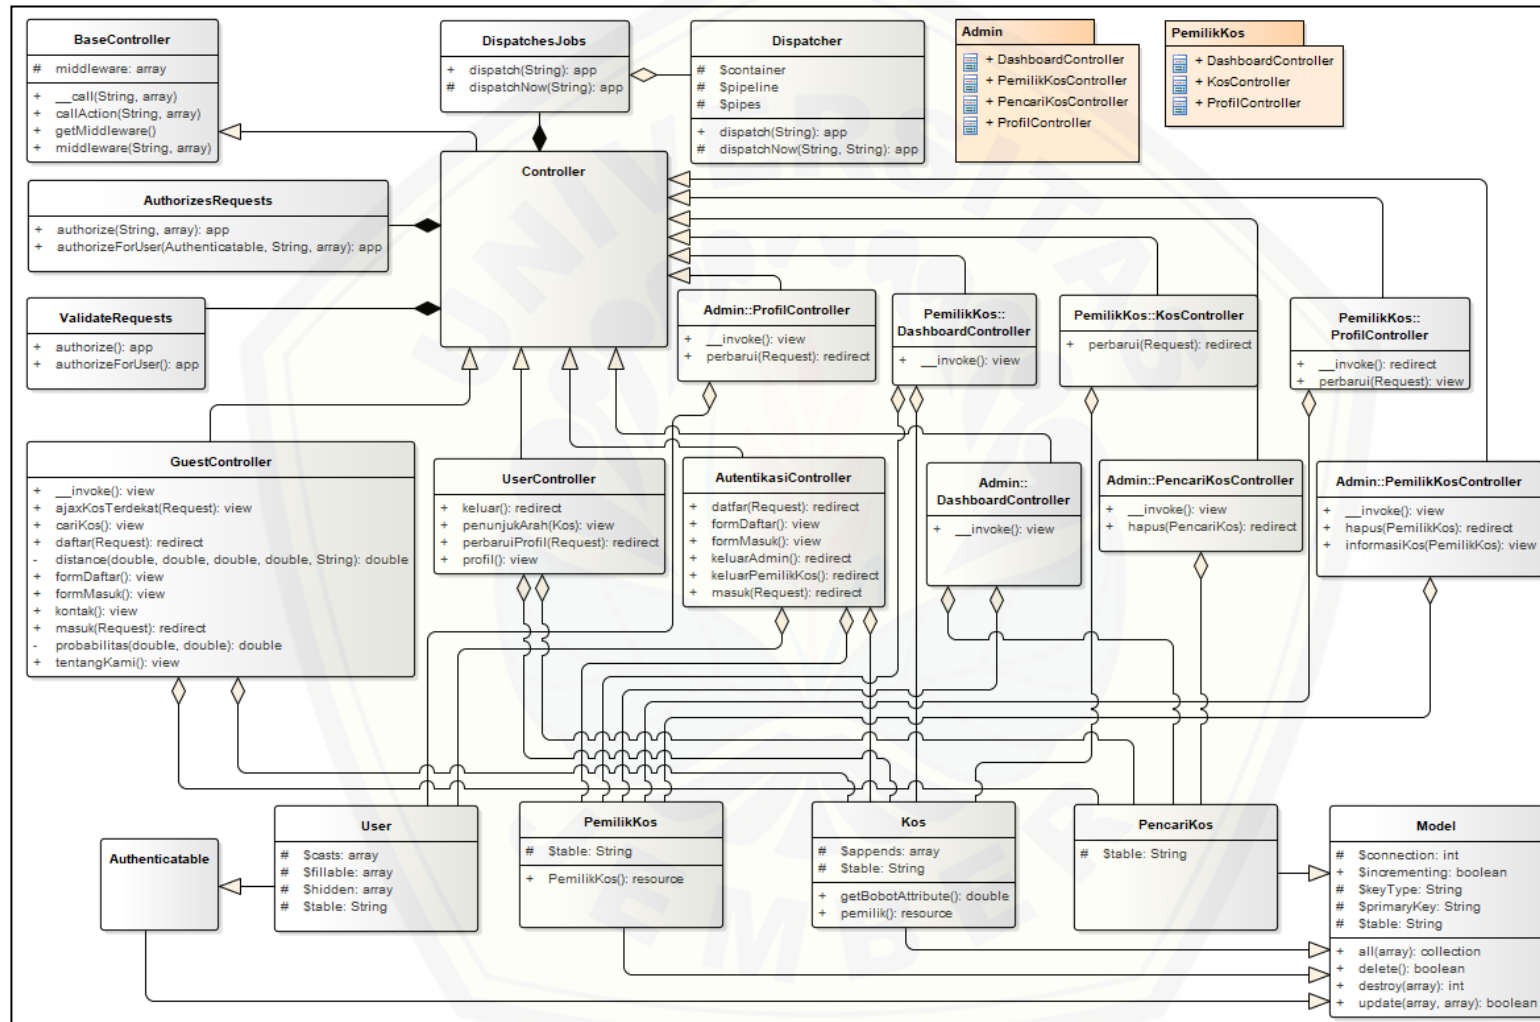 BaseController
# middleware: array
+ __call(String, array)
+ callAction(String, array)
+ getMiddleware()
+ middleware(String, array)
DispatchesJobs
+ dispatch(String): app
# dispatchNow(String): app
Dispatcher
# $container
# $pipeline
# $pipes
+ dispatch(String): app
# dispatchNow(String, String): app
Admin
+ DashboardController
+ PemilikKosController
+ PencariKosController
+ ProfilController
PemilikKos
+ DashboardController
+ KosController
+ ProfilController
AuthorizesRequests
+ authorize(String, array): app
+ authorizeForUser(Authenticatable, String, array): app
Controller
ValidateRequests
+ authorize(): app
+ authorizeForUser(): app
Admin::ProfilController
+ __invoke(): view
+ perbarui(Request): redirect
PemilikKos::
DashboardController
+ __invoke(): view
PemilikKos::KosController
+ perbarui(Request): redirect
PemilikKos::
ProfilController
+ __invoke(): redirect
+ perbarui(Request): view
GuestController
+ __invoke(): view
+ ajaxKosTerdekat(Request): view
+ cariKos(): view
+ daftar(Request): redirect
- distance(double, double, double, double, String): double
+ formDaftar(): view
+ formMasuk(): view
+ kontak(): view
+ masuk(Request): redirect
- probabilitas(double, double): double
+ tentangKami(): view
UserController
+ keluar(): redirect
+ penunjukArah(Kos): view
+ perbaruiProfil(Request): redirect
+ profil(): view
AutentikasiController
+ datfar(Request): redirect
+ formDaftar(): view
+ formMasuk(): view
+ keluarAdmin(): redirect
+ keluarPemilikKos(): redirect
+ masuk(Request): redirect
Admin::
DashboardController
+ __invoke(): view
Admin::PencariKosController
+ __invoke(): view
+ hapus(PencariKos): redirect
Admin::PemilikKosController
+ __invoke(): view
+ hapus(PemilikKos): redirect
+ informasiKos(PemilikKos): view
Authenticatable
User
# $casts: array
# $fillable: array
# $hidden: array
# $table: String
PemilikKos
# $table: String
+ PemilikKos(): resource
Kos
# $appends: array
# $table: String
+ getBobotAttribute(): double
+ pemilik(): resource
PencariKos
# $table: String
Model
# $connection: int
+ $incrementing: boolean
# $keyType: String
# $primaryKey: String
# $table: String
+ all(array): collection
+ delete(): boolean
+ destroy(array): int
+ update(array, array): boolean
UNIVERSITAS
EMBER